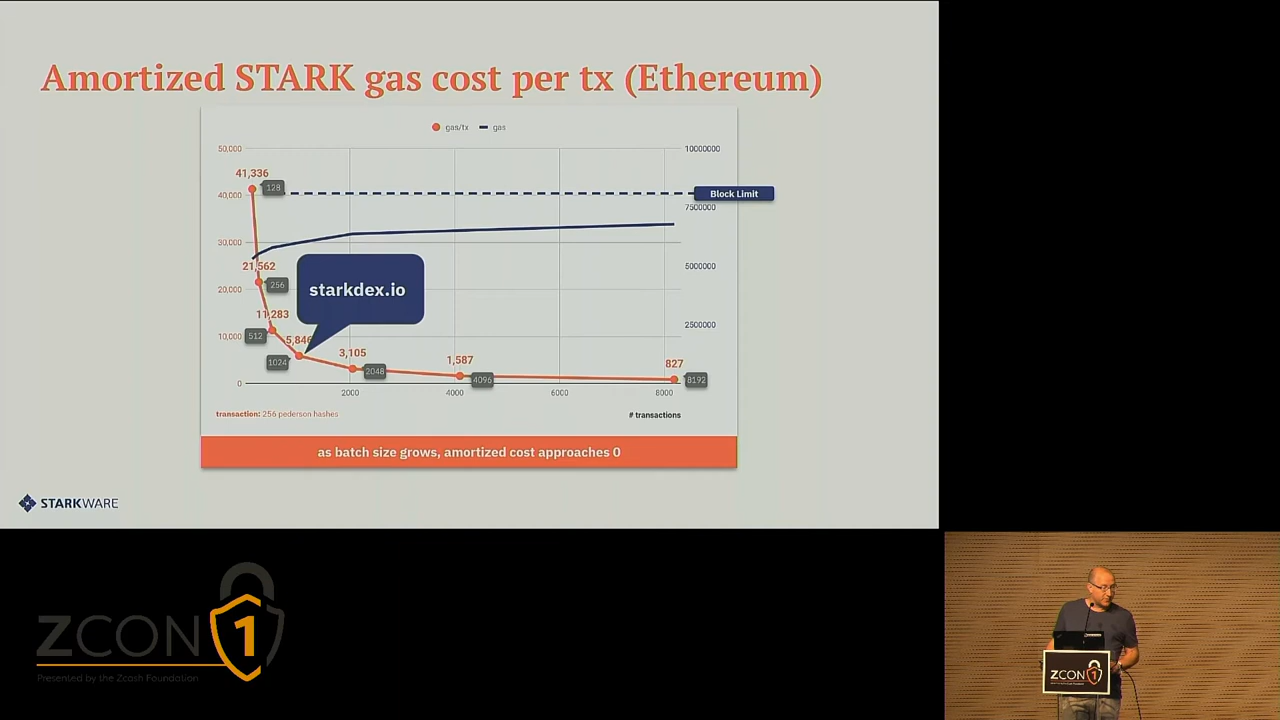 Amortized STARK gas cost per tx (Ethereum)
gas/tx gas
50,000
10000000
41,336
128
40,000
Block Limit
7500000
30,000
21,562
5000000
256
starkdex.io
20,000
11,283
2500000
512
10,000
5,846
1024
3,105
2048
1,587
4096
827
8192
0
2000 4000 6000 8000
transaction: 256 pederson hashes
# transactions
as batch size grows, amortized cost approaches 0
STARKWARE
ZCON1
Presented by the Zcash Foundation
ZCON1